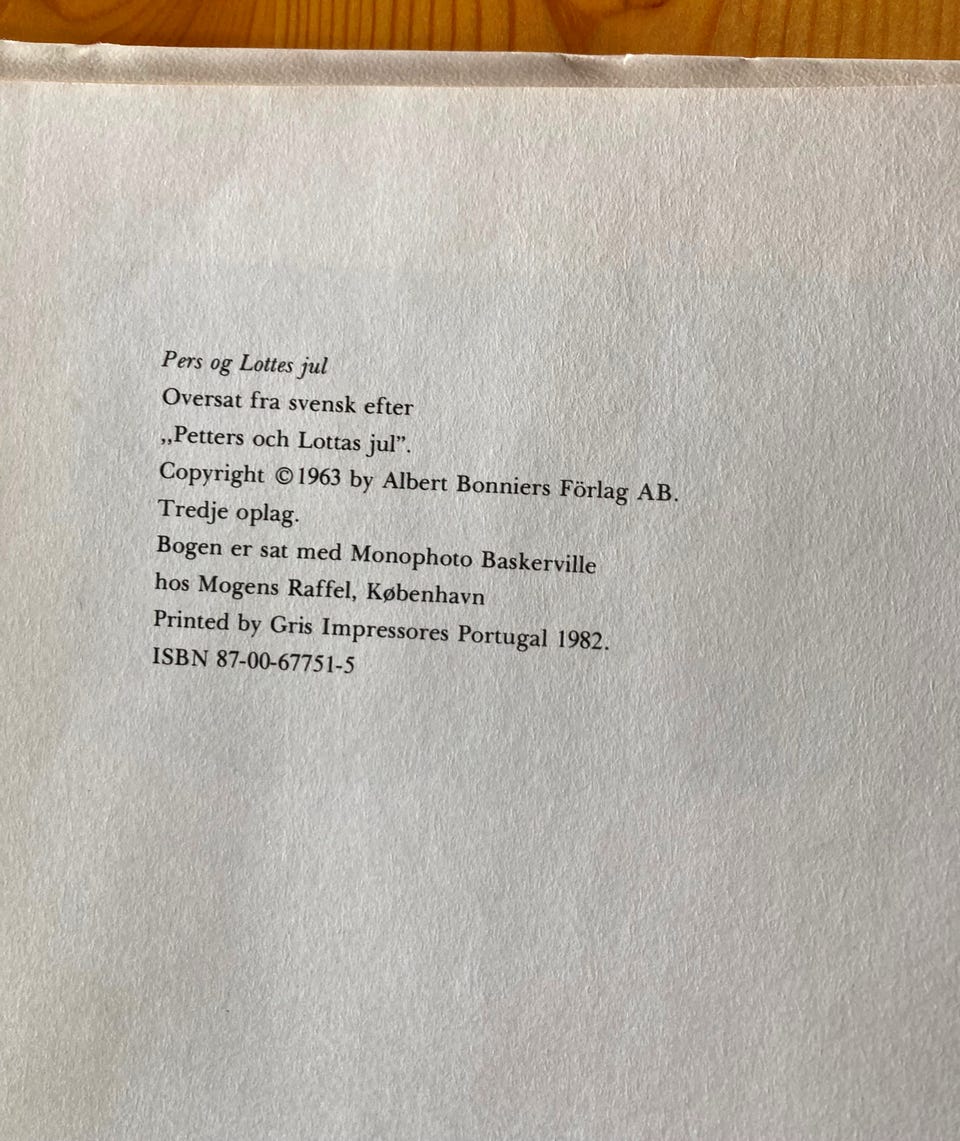 Pers og Lottes jul
Oversat fra svensk efter
,,Petters och Lottas jul”.
Copyright ©1963 by Albert Bonniers Förlag AB.
Tredje oplag.
Bogen er sat med Monophoto Baskerville
hos Mogens Raffel, København
Printed by Gris Impressores Portugal 1982.
ISBN 87-00-67751-5